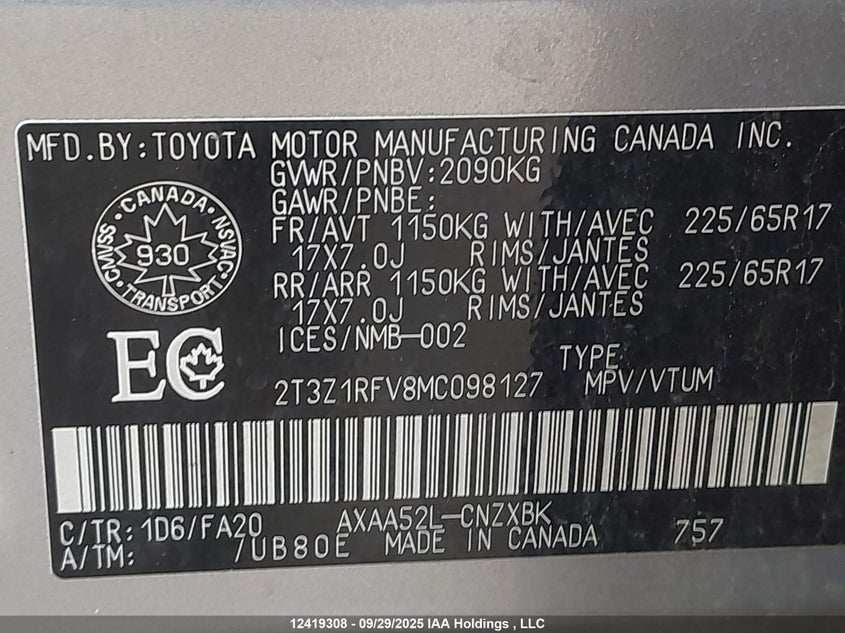 MFD.BY:TOYOTA MOTOR MANUFACTURING CANADA INC.
GVWR/PNBV:2090KG
GAWR/PNBE:
FR/AVT 1150KG WITH/AVEC 225/65R17
17X7.0J RIMS/JANTES
RR/ARR 1150KG WITH/AVEC 225/65R17
17X7.0J RIMS/JANTES
ICES/NMB-002
CANADA
CMVSS NSVAC
930
TRANSPORT
EC
TYPE:
2T3Z1RFV8MC098127 MPV/VTUM
C/TR:1D6/FA20 AXAA52L-CNZXBK 757
A/TM: /UB80E MADE IN CANADA
12419308 - 09/29/2025 IAA Holdings , LLC